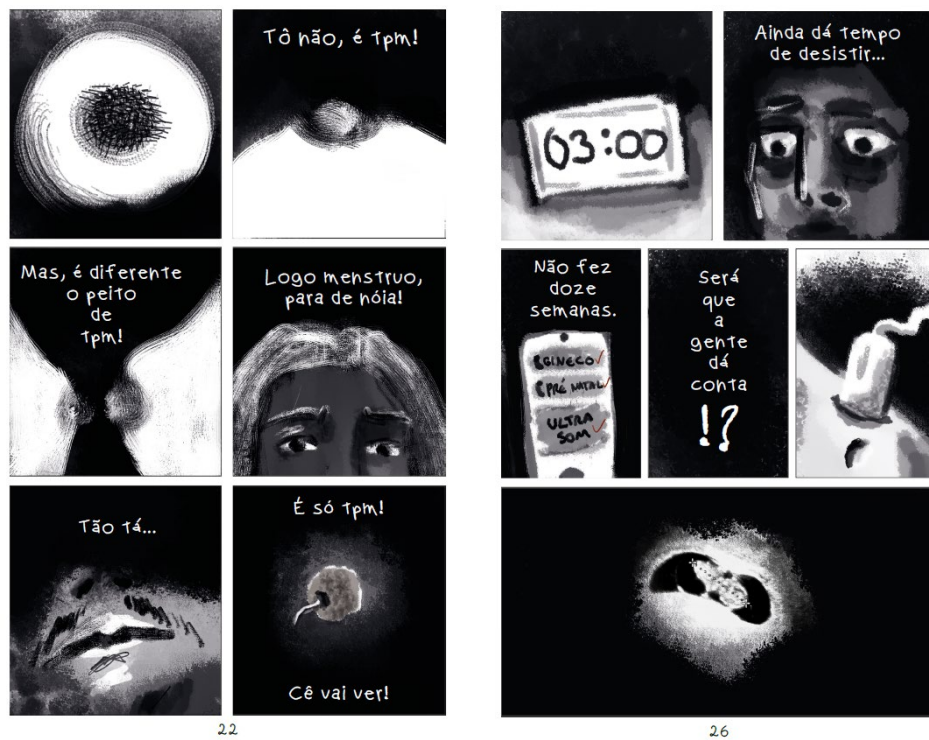 Tô não, é tpm!
Mas, é diferente
o peito
de
tpm!
Logo menstruo,
para de nóia!
Tão tá...
É só tpm!
Cê vai ver!
22
03:00
Ainda dá tempo
de desistir...
Não fez
doze
semanas.
GINECO ✓
PRÉ NATAL ✓
ULTRA
SOM ✓
Será
que
a
gente
dá
conta
!?
26